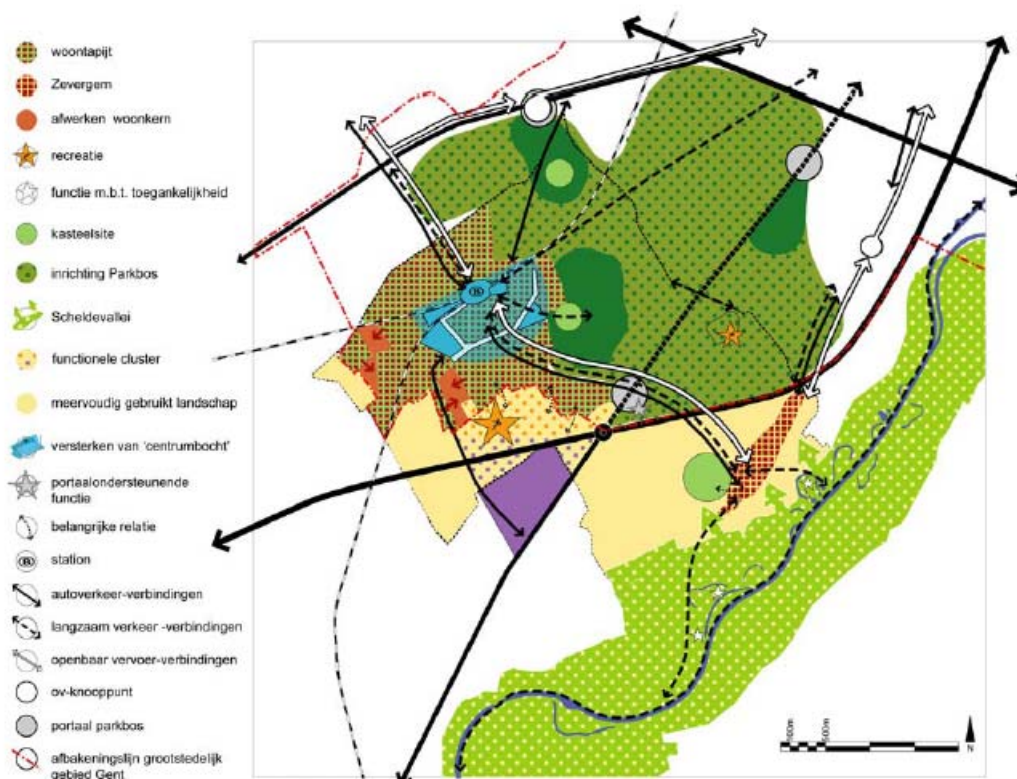 woontapijt
Zevergem
afwerken woonkern
recreatie
functie m.b.t. toegankelijkheid
kasteelsite
inrichting Parkbos
Scheldevallei
functionele cluster
meervoudig gebruikt landschap
versterken van 'centrumbocht'
portaalondersteunende
functie
belangrijke relatie
station
autoverkeer-verbindingen
langzaam verkeer -verbindingen
openbaar vervoer-verbindingen
ov-knooppunt
portaal parkbos
afbakeningslijn grootstedelijk
gebied Gent
N